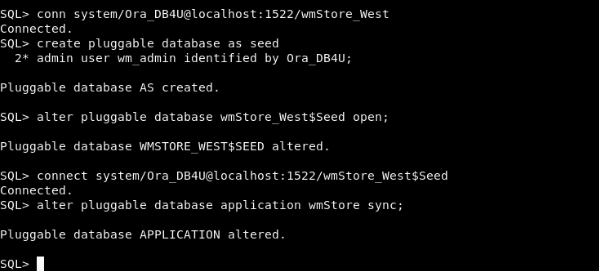 SQL> conn system/Ora_DB4U@localhost:1522/wmStore_West
Connected.
SQL> create pluggable database as seed
  2* admin user wm_admin identified by Ora_DB4U;
Pluggable database AS created.
SQL> alter pluggable database wmStore_West$Seed open;
Pluggable database WMSTORE_WEST$SEED altered.
SQL> connect system/Ora_DB4U@localhost:1522/wmStore_West$Seed
Connected.
SQL> alter pluggable database application wmStore sync;
Pluggable database APPLICATION altered.
SQL>